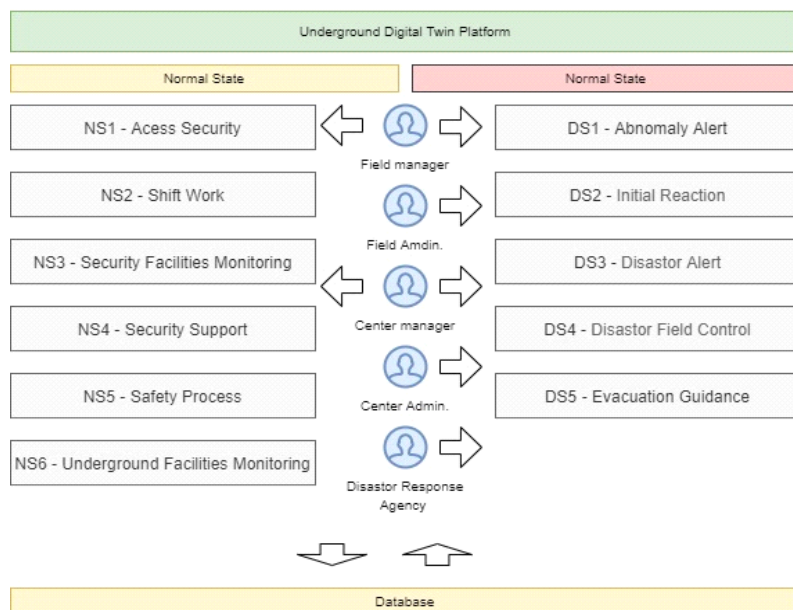 Underground Digital Twin Platform
Normal State
Normal State
NS1 - Acess Security
DS1 - Abnomaly Alert
Field manager
NS2 - Shift Work
DS2 - Initial Reaction
Field Amdin.
NS3 - Security Facilities Monitoring
DS3 - Disastor Alert
Center manager
NS4 - Security Support
DS4 - Disastor Field Control
NS5 - Safety Process
DS5 - Evacuation Guidance
Center Admin.
NS6 - Underground Facilities Monitoring
Disastor Response
Agency
Database